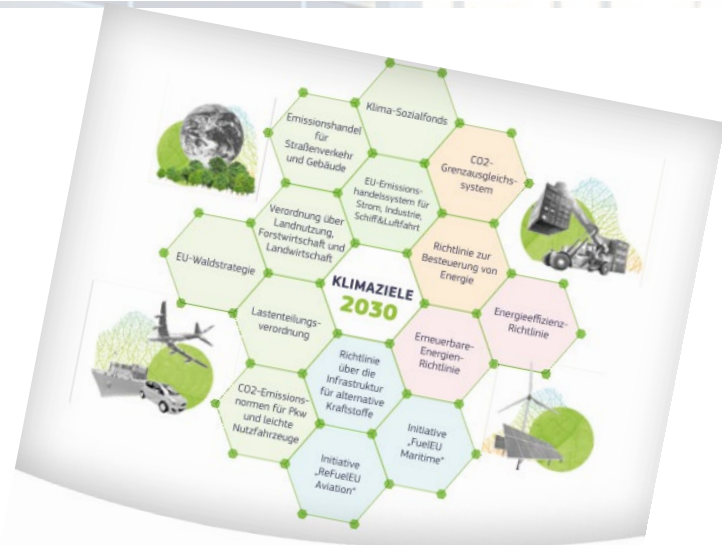 Klima-Sozialfonds
Emissionshandel
für
Straßenverkehr
und Gebäude
CO2-
Grenzausgleichs-
system
EU-Emissions-
handelssystem für
Strom, Industrie,
Schiff&Luftfahrt
Verordnung über
Landnutzung,
Forstwirtschaft und
Landwirtschaft
Richtlinie zur
Besteuerung von
Energie
EU-Waldstrategie
KLIMAZIELE
2030
Energieeffizienz-
Richtlinie
Lastenteilungs-
verordnung
Erneuerbare-
Energien-
Richtlinie
Richtlinie
über die
Infrastruktur
für alternative
Kraftstoffe
CO2-Emissions-
normen für Pkw
und leichte
Nutzfahrzeuge
Initiative
„FuelEU
Maritime“
Initiative
„ReFuelEU
Aviation“